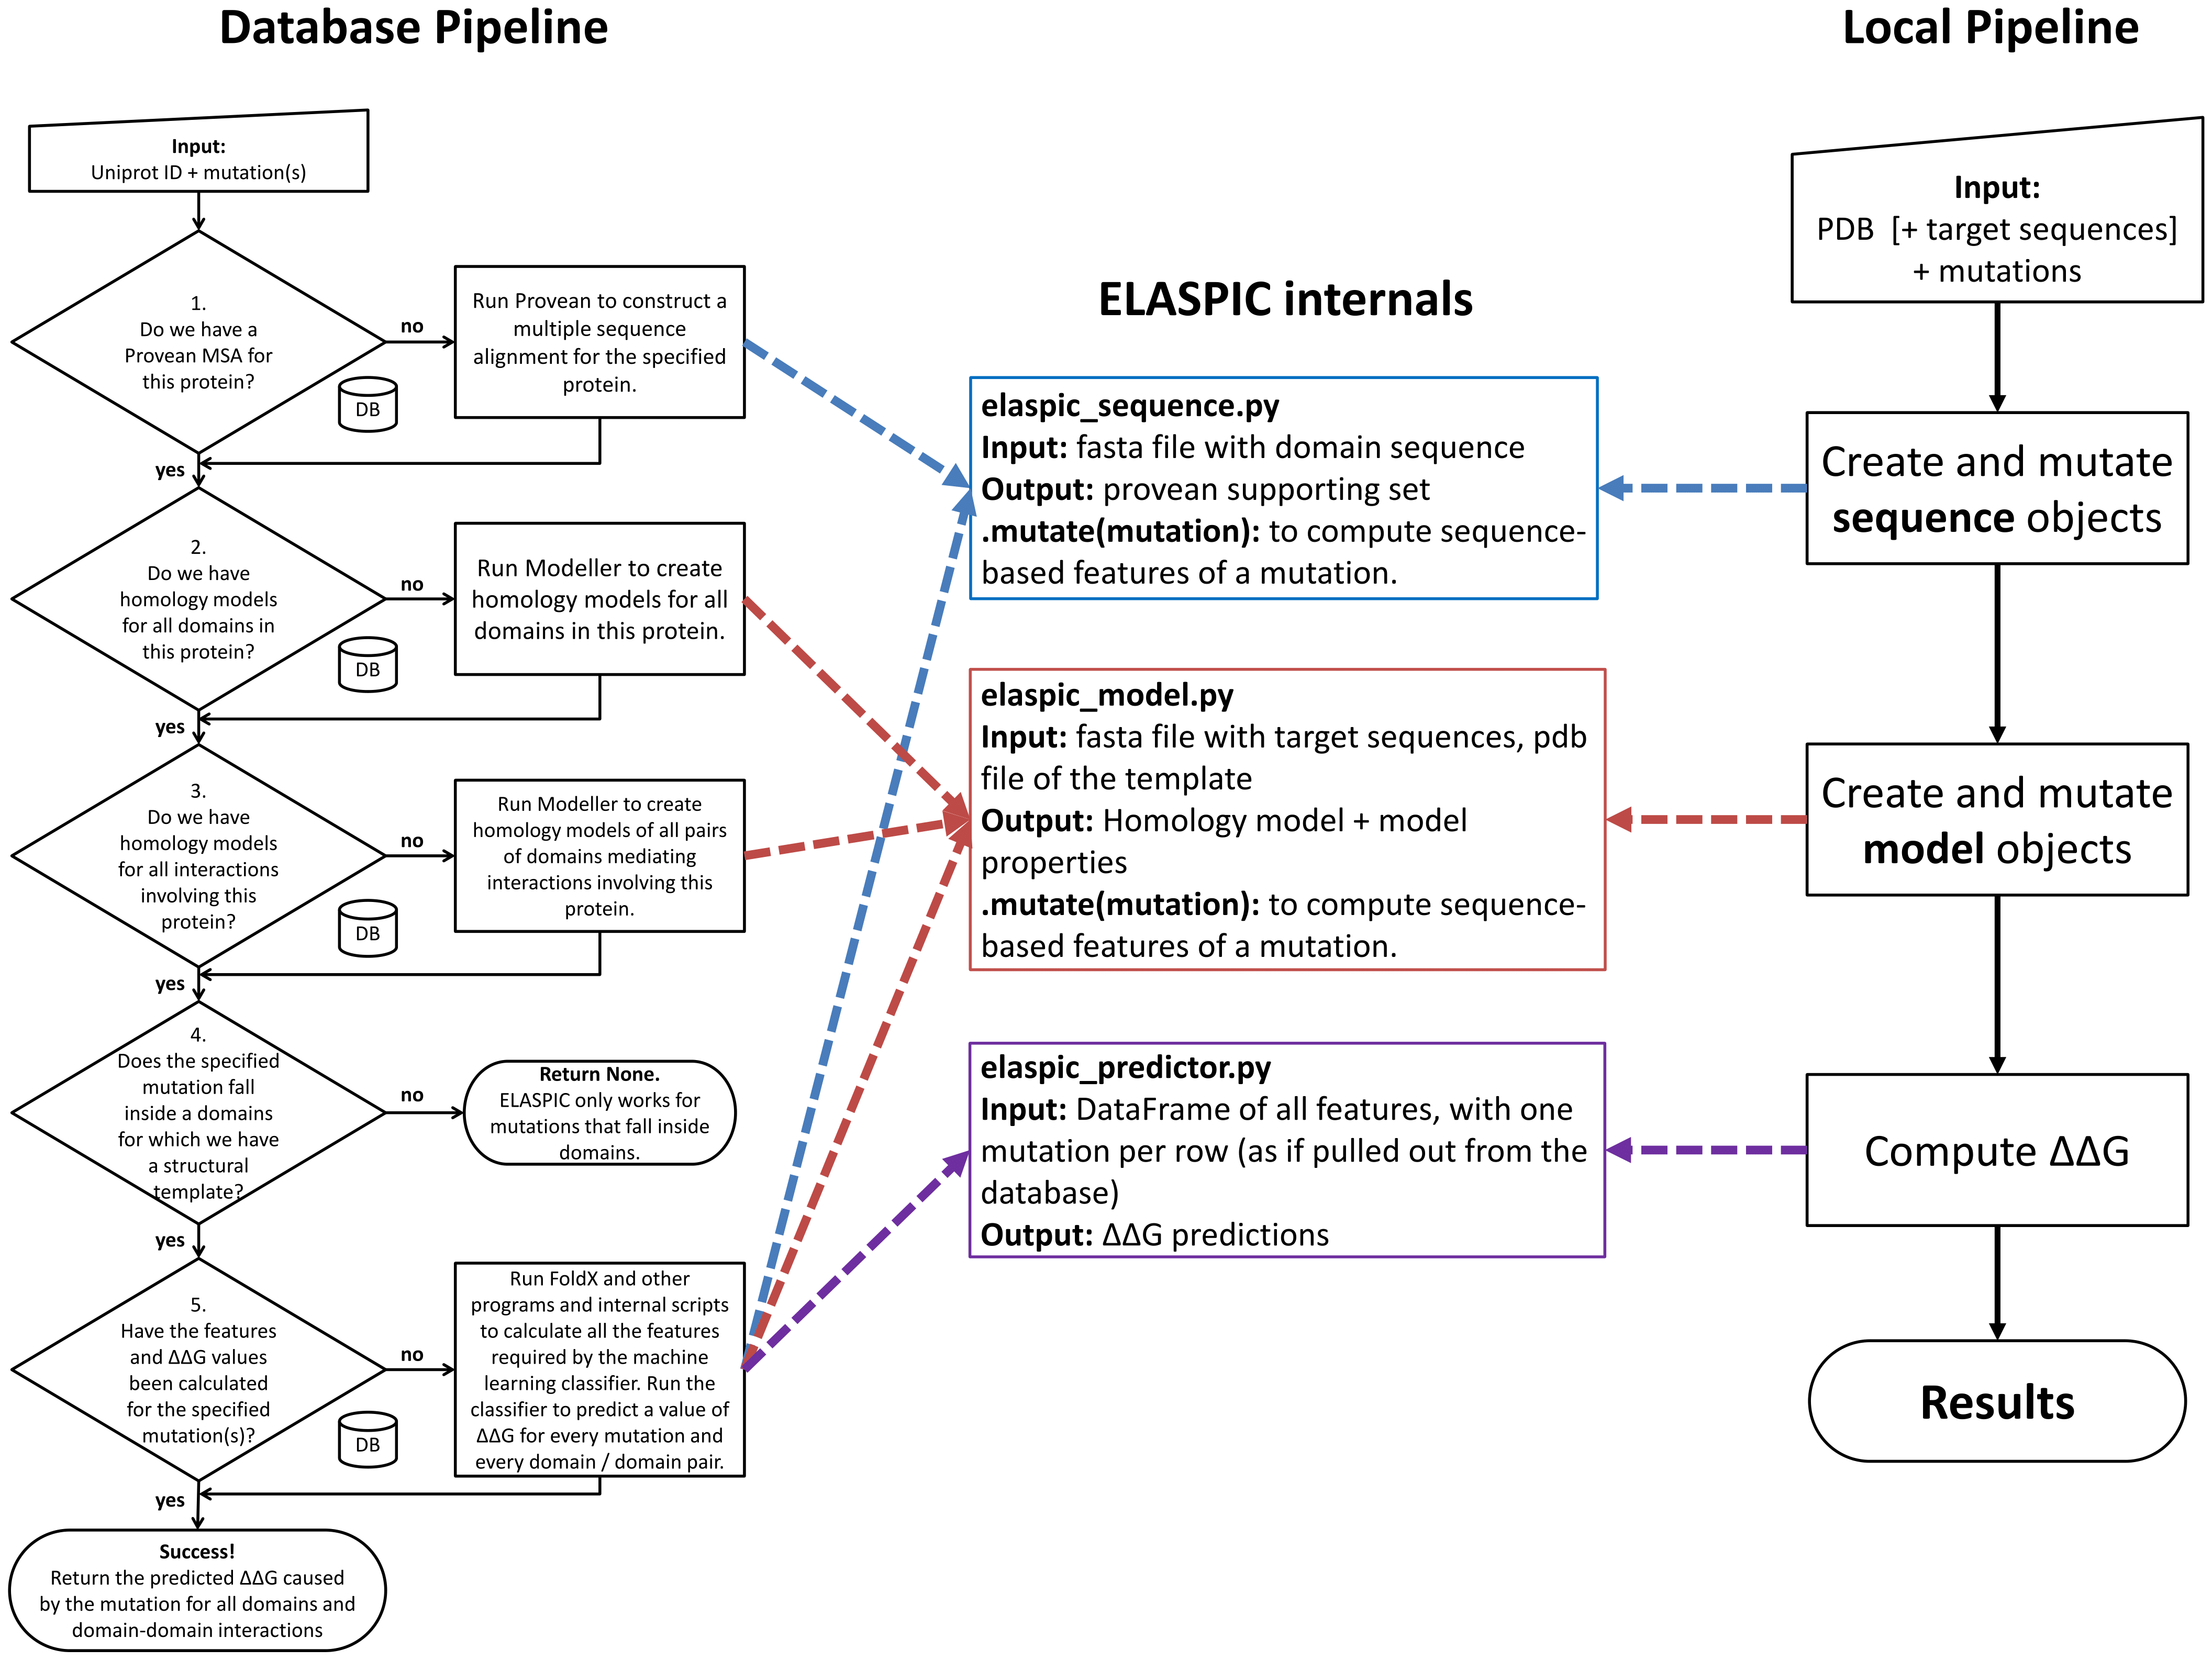 Database Pipeline
Input:
Uniprot ID + mutation(s)
1.
Do we have a
Provean MSA for
this protein?
DB
no
yes
Run Provean to construct a
multiple sequence
alignment for the specified
protein.
2.
Do we have
homology models
for all domains in
this protein?
DB
no
yes
Run Modeller to create
homology models for all
domains in this protein.
3.
Do we have
homology models
for all interactions
involving this
protein?
DB
no
yes
Run Modeller to create
homology models of all pairs
of domains mediating
interactions involving this
protein.
4.
Does the specified
mutation fall
inside a domains
for which we have
a structural
template?
no
yes
Return None.
ELASPIC only works for
mutations that fall inside
domains.
5.
Have the features
and ΔΔG values
been calculated
for the specified
mutation(s)?
DB
no
yes
Run FoldX and other
programs and internal scripts
to calculate all the features
required by the machine
learning classifier. Run the
classifier to predict a value of
ΔΔG for every mutation and
every domain / domain pair.
Success!
Return the predicted ΔΔG caused
by the mutation for all domains and
domain-domain interactions
ELASPIC internals
elaspic_sequence.py
Input: fasta file with domain sequence
Output: provean supporting set
.mutate(mutation): to compute sequence-
based features of a mutation.
elaspic_model.py
Input: fasta file with target sequences, pdb
file of the template
Output: Homology model + model
properties
.mutate(mutation): to compute sequence-
based features of a mutation.
elaspic_predictor.py
Input: DataFrame of all features, with one
mutation per row (as if pulled out from the
database)
Output: ΔΔG predictions
Local Pipeline
Input:
PDB [+ target sequences]
+ mutations
Create and mutate
sequence objects
Create and mutate
model objects
Compute ΔΔG
Results